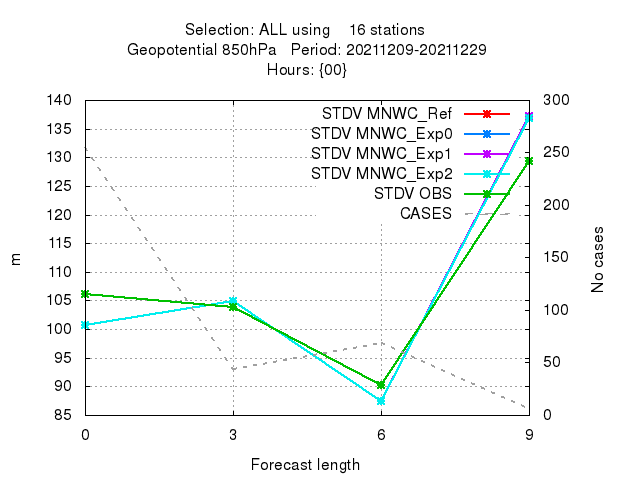 Selection: ALL using    16 stations
Geopotential 850hPa   Period: 20211209-20211229
Hours: {00}
140
135
130
125
120
115
110
105
100
95
90
85
m
STDV MNWC_Ref
STDV MNWC_Exp0
STDV MNWC_Exp1
STDV MNWC_Exp2
STDV OBS
CASES
300
250
200
150
100
50
0
No cases
0 3 6 9
Forecast length